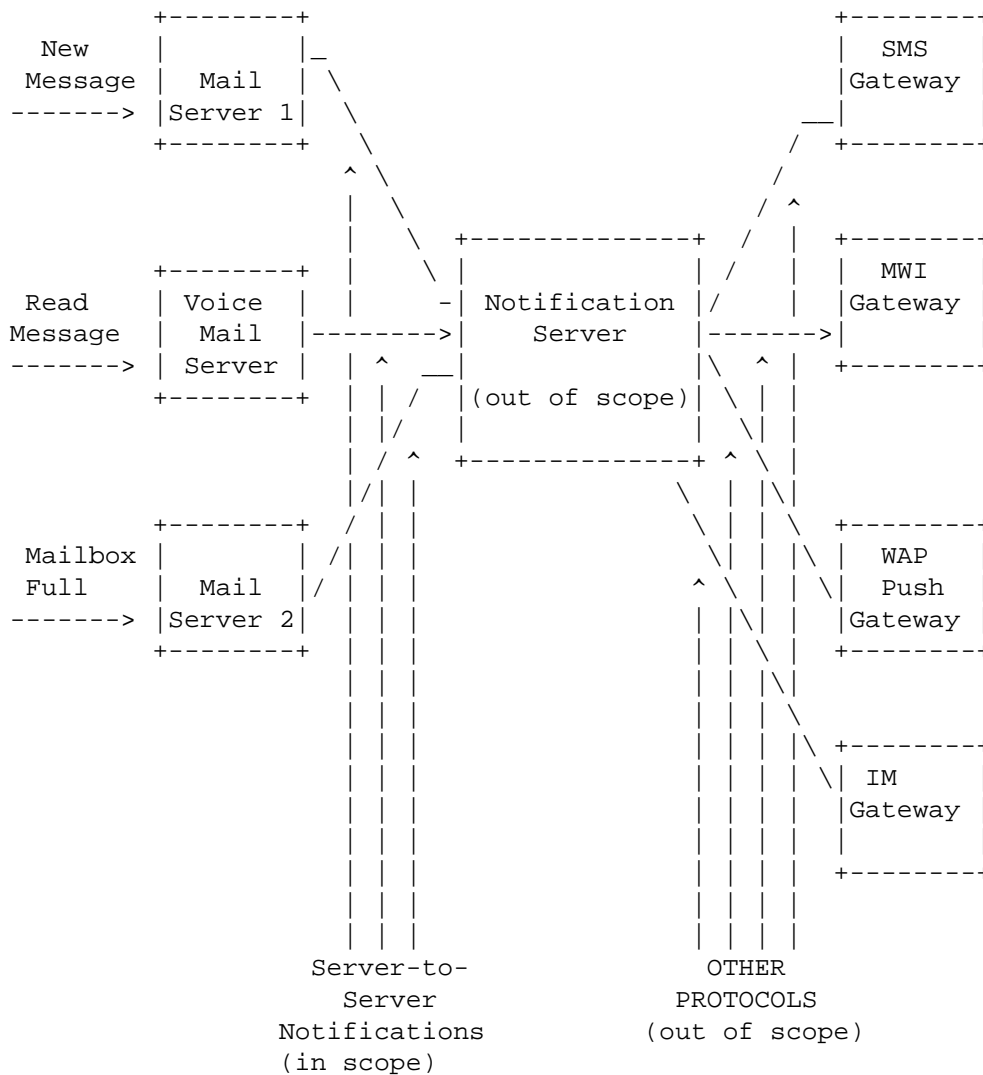 New
Message
Mail
Server 1
SMS
Gateway
Read
Message
Voice
Mail
Server
Notification
Server
(out of scope)
MWI
Gateway
Mailbox
Full
Mail
Server 2
WAP
Push
Gateway
IM
Gateway
Server-to-
Server
Notifications
(in scope)
OTHER
PROTOCOLS
(out of scope)